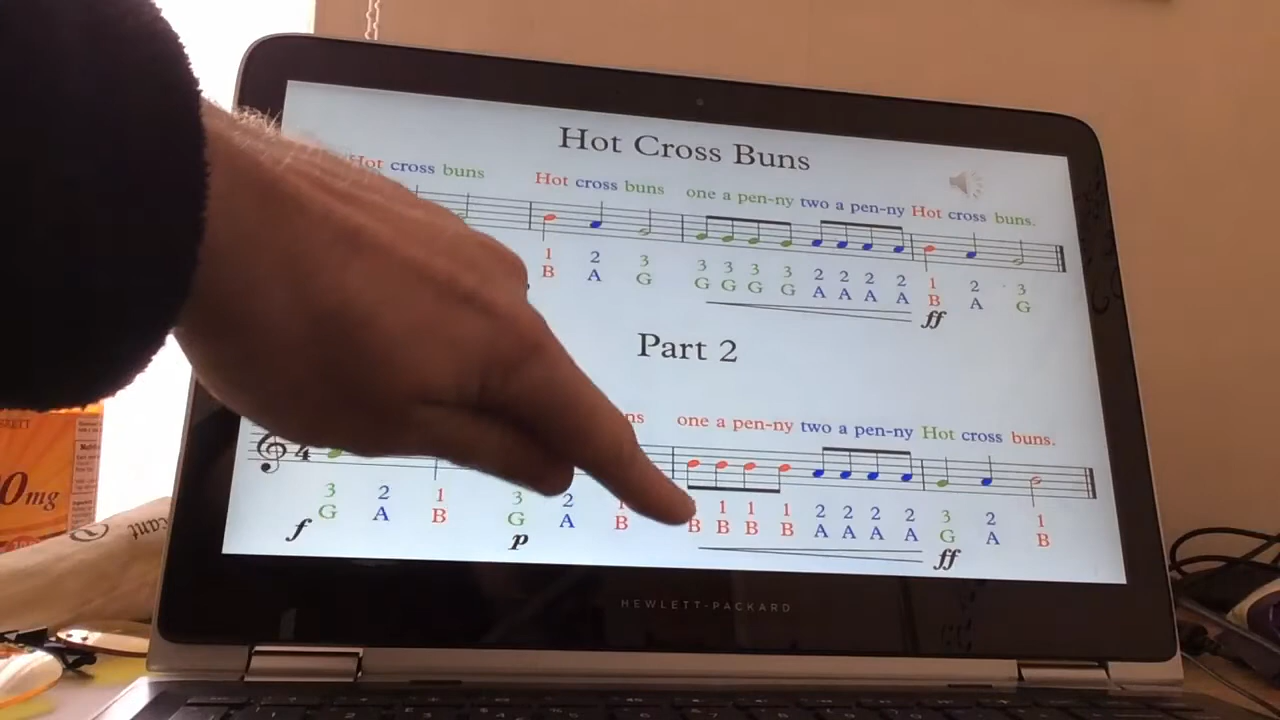 Hot Cross Buns
Hot cross buns Hot cross buns one a pen-ny two a pen-ny Hot cross buns.
1 2 3 3 3 3 3 2 2 2 2 1 2 3
B A G G G G G A A A A B A G
ff
Part 2
one a pen-ny two a pen-ny Hot cross buns.
4
3 2 1 3 2 1 1 1 1 2 2 2 2 3 2 1
G A B G A B B B B B A A A A G A B
f p ff
HEWLETT-PACKARD
mg